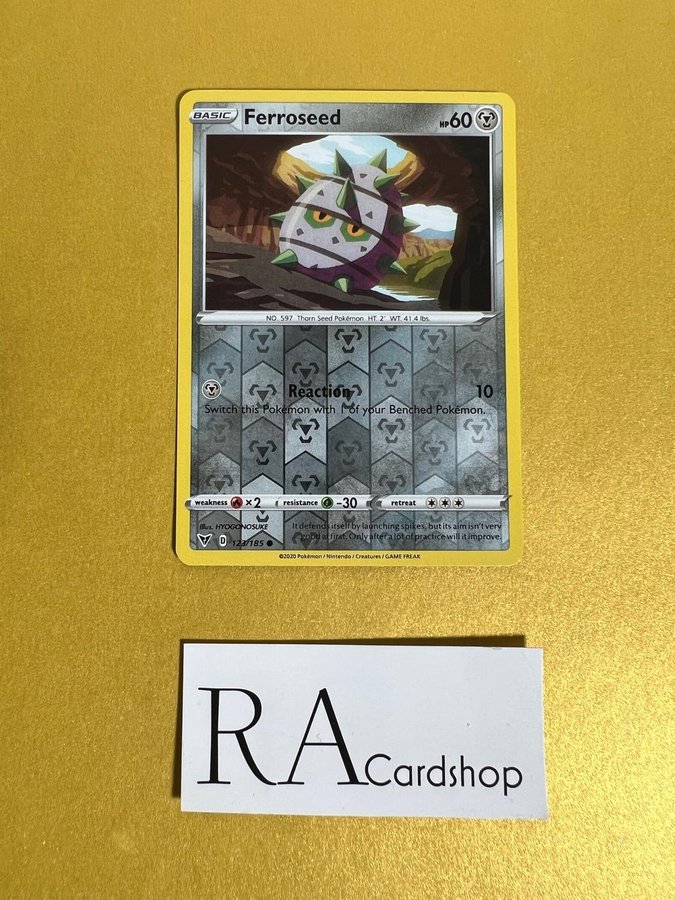 BASIC Ferroseed HP60
NO. 597 Thorn Seed Pokémon HT. 2' WT. 41.4 lbs.
Reaction 10
Switch this Pokémon with 1 of your Benched Pokémon.
weakness ×2 resistance -30 retreat
Illus. HYOGONOSUKE
It defends itself by launching spikes, but its aim isn't very
good at first. Only after a lot of practice will it improve.
D 123/185
©2020 Pokémon / Nintendo / Creatures / GAME FREAK
RA Cardshop